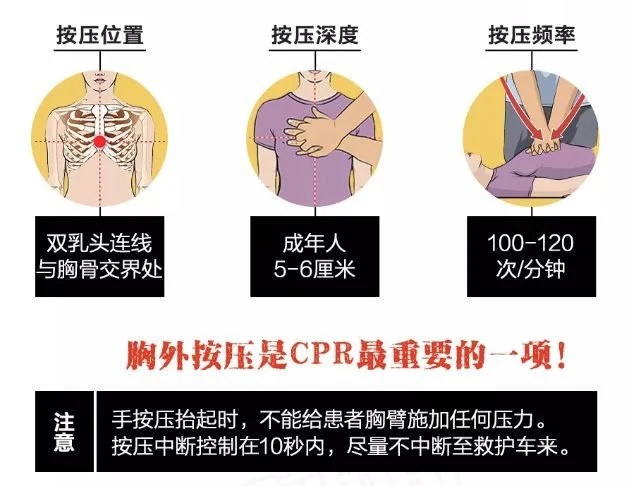 按压位置
按压深度
按压频率
双乳头连线
与胸骨交界处
成年人
5-6厘米
100-120
次/分钟
胸外按压是CPR最重要的一项!
注意
手按压抬起时，不能给患者胸臂施加任何压力。
按压中断控制在10秒内，尽量不中断至救护车来。